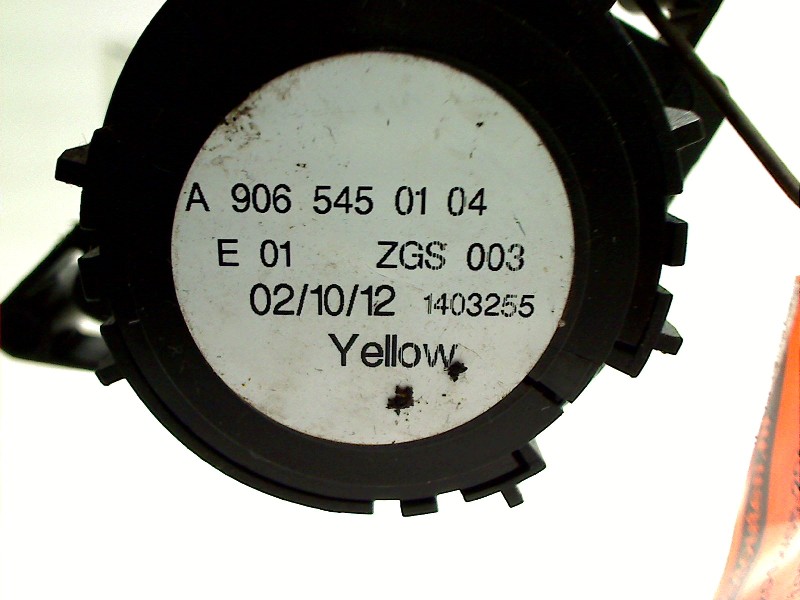 A 906 545 01 04
E 01 ZGS 003
02/10/12 1403255
Yellow